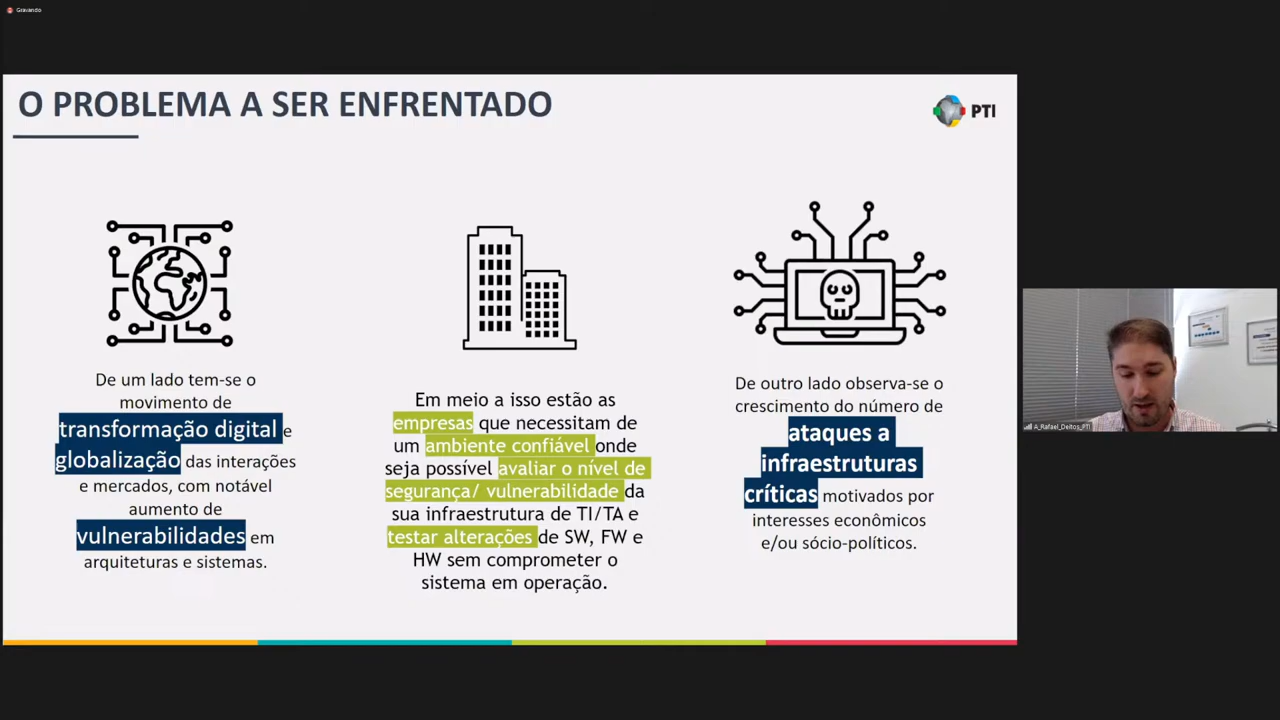 Gravando
O PROBLEMA A SER ENFRENTADO
PTI
De um lado tem-se o
movimento de
transformação digital e
globalização das interações
e mercados, com notável
aumento de
vulnerabilidades em
arquiteturas e sistemas.
Em meio a isso estão as
empresas que necessitam de
um ambiente confiável onde
seja possível avaliar o nível de
segurança/ vulnerabilidade da
sua infraestrutura de TI/TA e
testar alterações de SW, FW e
HW sem comprometer o
sistema em operação.
De outro lado observa-se o
crescimento do número de
ataques a
infraestruturas
críticas motivados por
interesses econômicos
e/ou sócio-políticos.
A_Rafael_Deitos_PTI